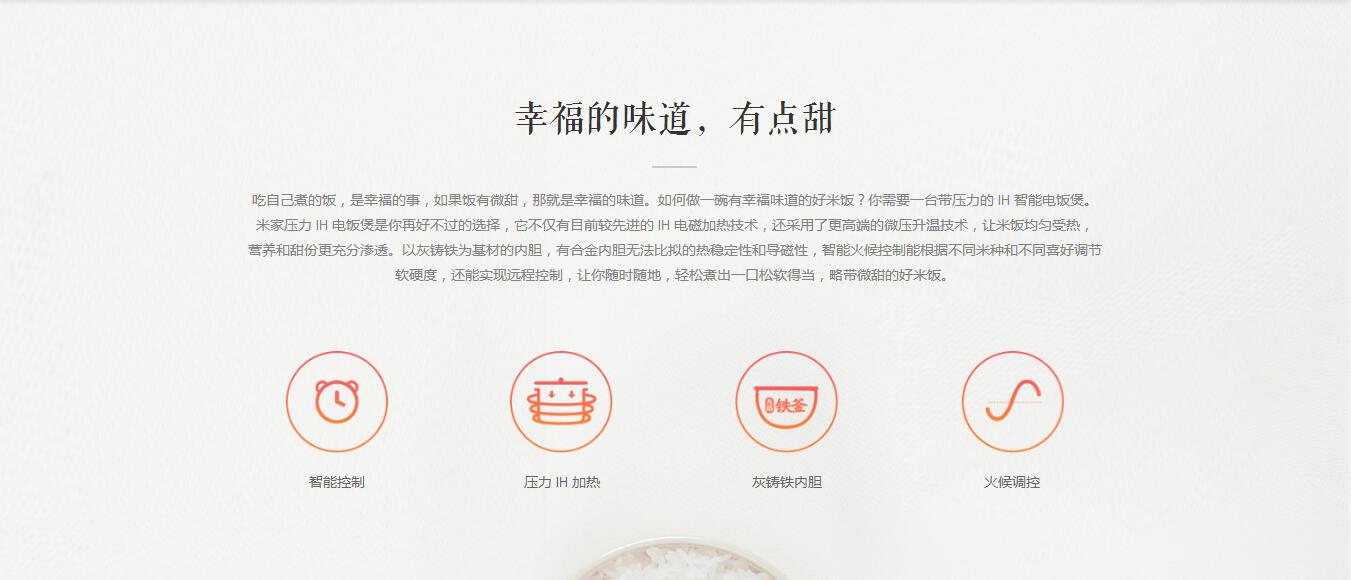 幸福的味道，有点甜
吃自己煮的饭，是幸福的事，如果饭有微甜，那就是幸福的味道。如何做一碗有幸福味道的好米饭？你需要一台带压力的 IH 智能电饭煲。
米家压力 IH 电饭煲是你再好不过的选择，它不仅有目前较先进的 IH 电磁加热技术，还采用了更高端的微压升温技术，让米饭均匀受热，
营养和甜份更充分渗透。以灰铸铁为基材的内胆，有合金内胆无法比拟的热稳定性和导磁性，智能火候控制能根据不同米种和不同喜好调节
软硬度，还能实现远程控制，让你随时随地，轻松煮出一口松软得当，略带微甜的好米饭。
铁釜
智能控制
压力 IH 加热
灰铸铁内胆
火候调控